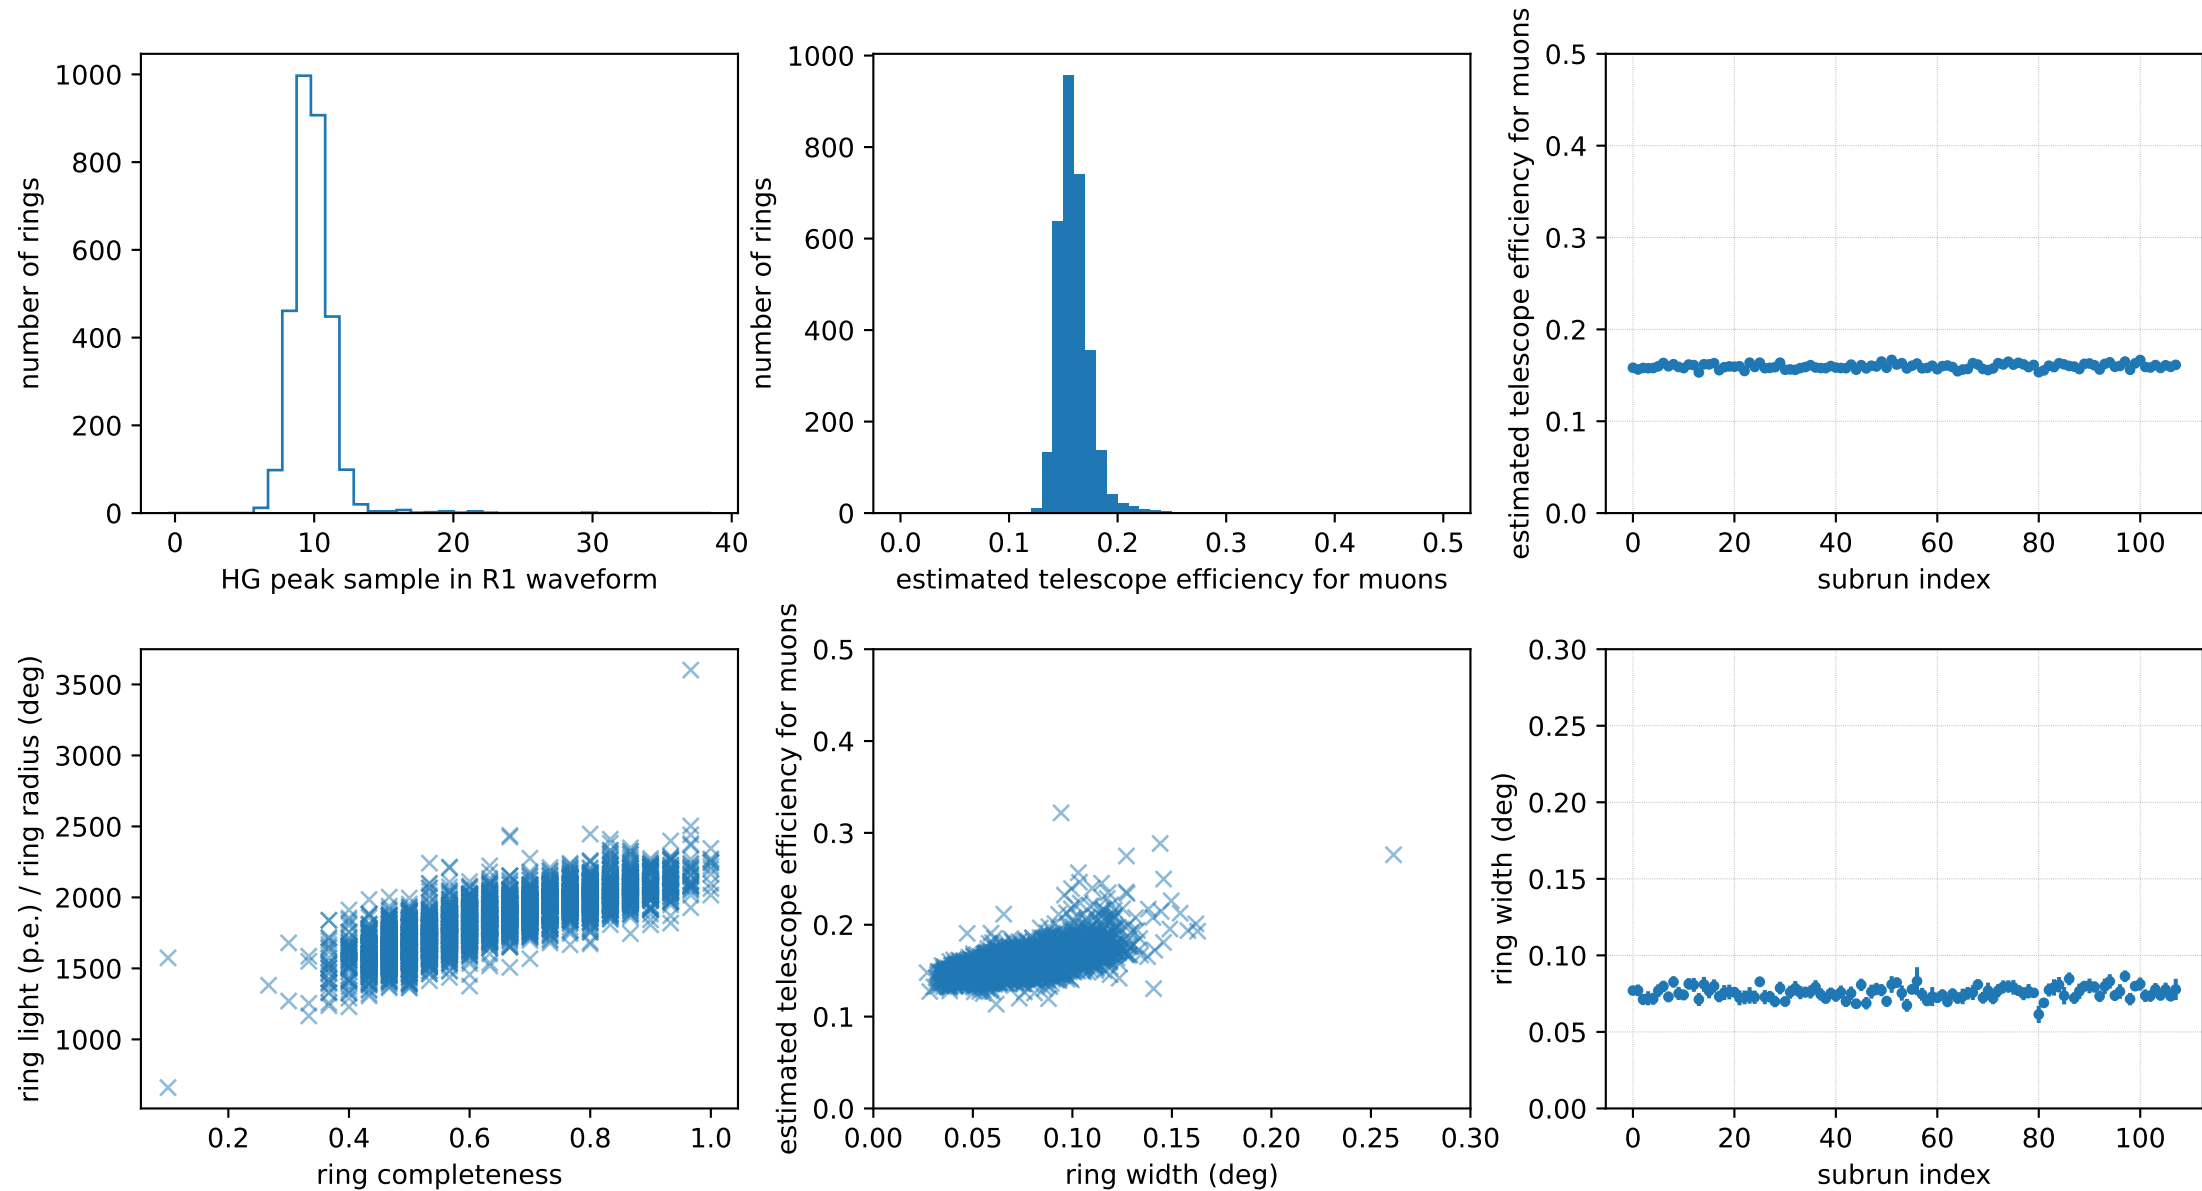 number of rings
1000
800
600
400
200
0
0 10 20 30 40
HG peak sample in R1 waveform
number of rings
1000
800
600
400
200
0
0.0 0.1 0.2 0.3 0.4 0.5
estimated telescope efficiency for muons
estimated telescope efficiency for muons
0.5
0.4
0.3
0.2
0.1
0.0
0 20 40 60 80 100
subrun index
ring light (p.e.) / ring radius (deg)
3500
3000
2500
2000
1500
1000
0.2 0.4 0.6 0.8 1.0
ring completeness
estimated telescope efficiency for muons
0.5
0.4
0.3
0.2
0.1
0.0
0.00 0.05 0.10 0.15 0.20 0.25 0.30
ring width (deg)
ring width (deg)
0.30
0.25
0.20
0.15
0.10
0.05
0.00
0 20 40 60 80 100
subrun index